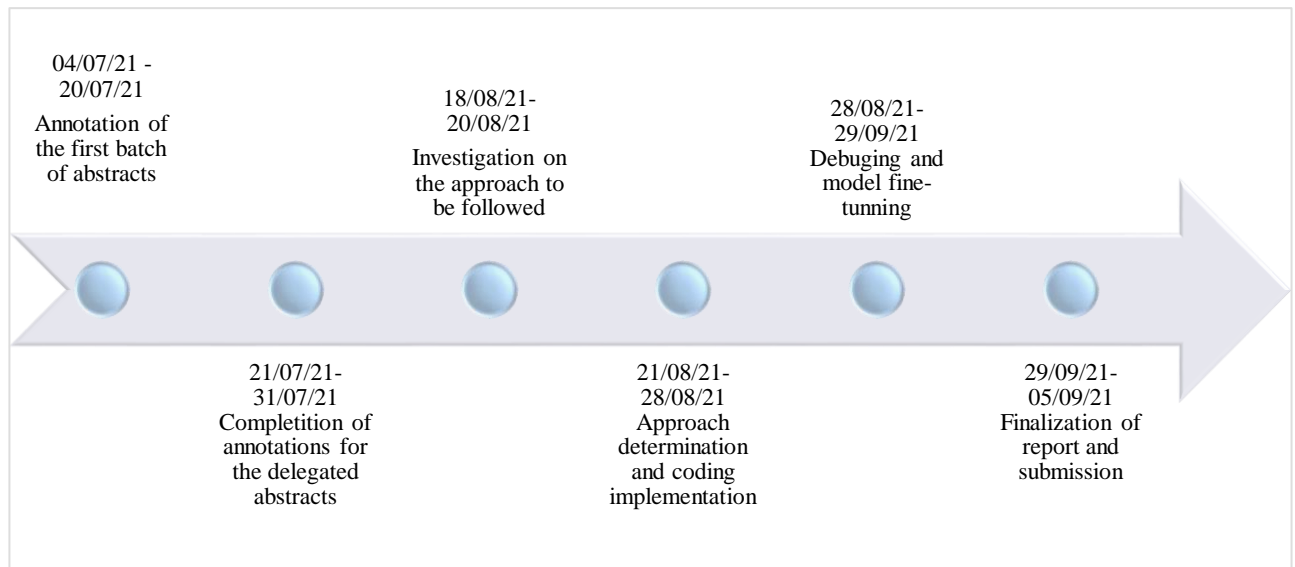 04/07/21 -
20/07/21
Annotation of
the first batch
of abstracts
21/07/21-
31/07/21
Completition of
annotations for
the delegated
abstracts
18/08/21-
20/08/21
Investigation on
the approach to
be followed
21/08/21-
28/08/21
Approach
determination
and coding
implementation
28/08/21-
29/09/21
Debuging and
model fine-
tunning
29/09/21-
05/09/21
Finalization of
report and
submission